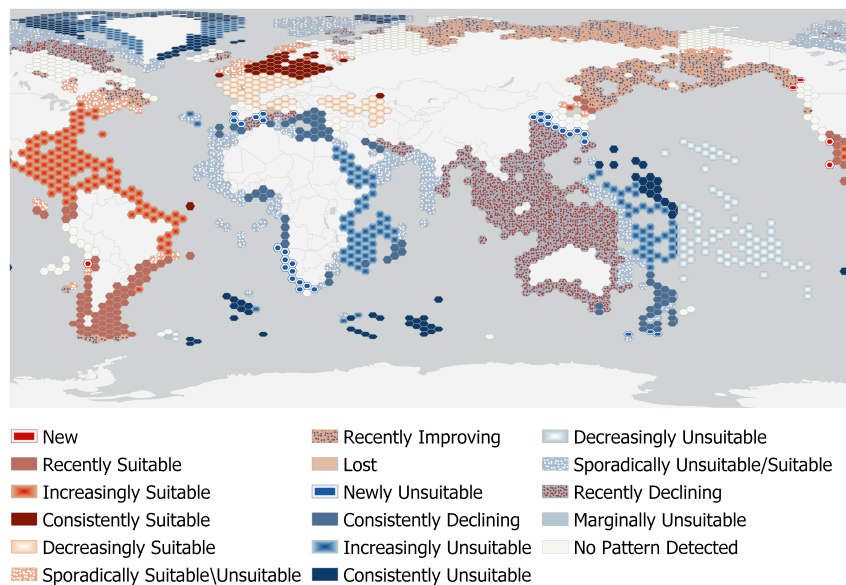 New
Recently Suitable
Increasingly Suitable
Consistently Suitable
Decreasingly Suitable
Sporadically Suitable\Unsuitable
Recently Improving
Lost
Newly Unsuitable
Consistently Declining
Increasingly Unsuitable
Consistently Unsuitable
Decreasingly Unsuitable
Sporadically Unsuitable/Suitable
Recently Declining
Marginally Unsuitable
No Pattern Detected